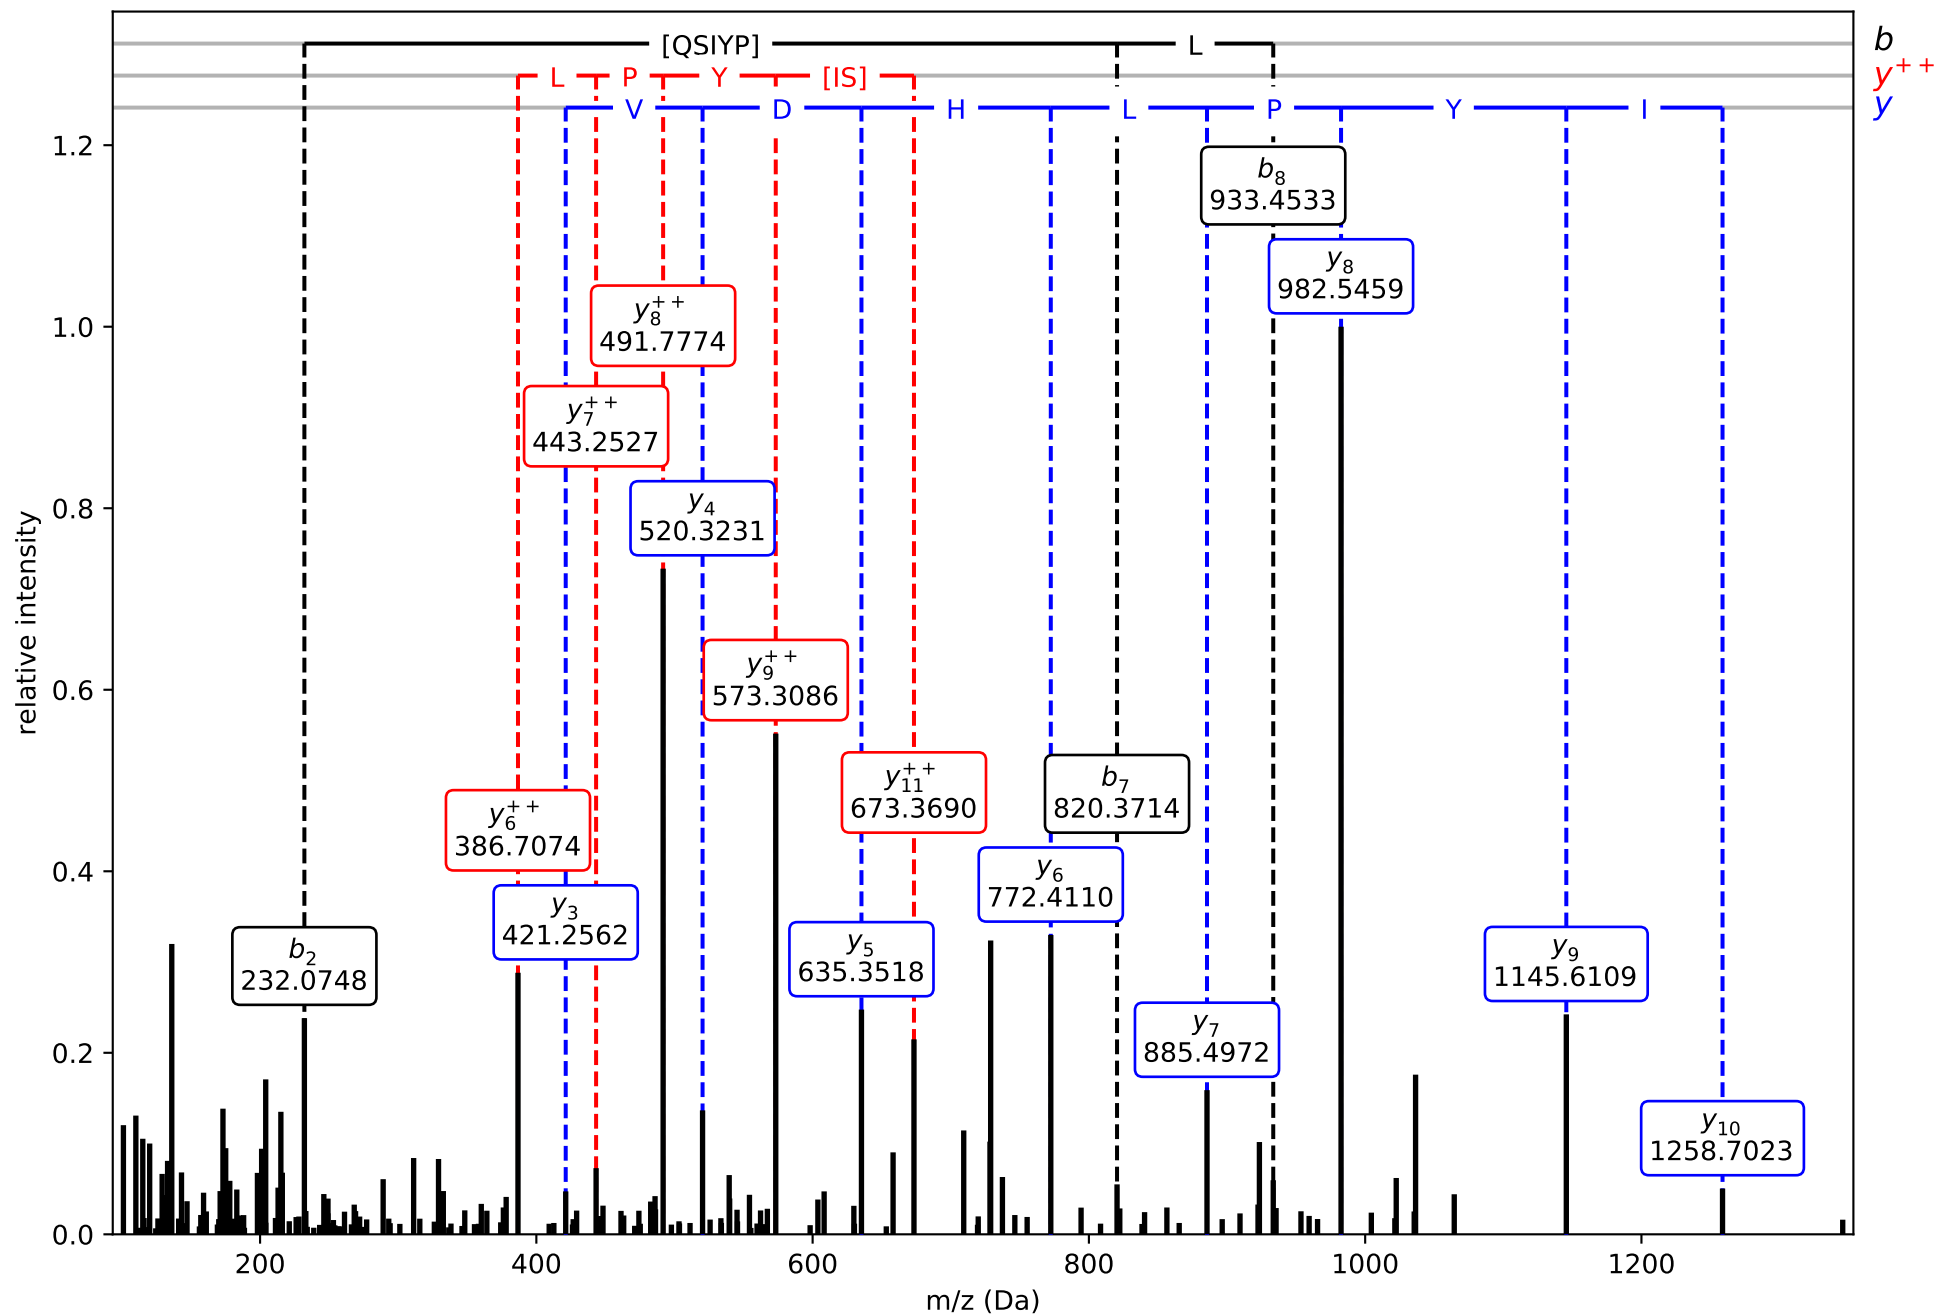 [QSIYP] L b
L P Y [IS] y++
V D H L P Y I y
b8
933.4533
y8
982.5459
y8++
491.7774
y7++
443.2527
y4
520.3231
y9++
573.3086
y11++
673.3690
b7
820.3714
y6++
386.7074
y6
772.4110
y3
421.2562
y5
635.3518
b2
232.0748
y9
1145.6109
y7
885.4972
y10
1258.7023
relative intensity
1.2
1.0
0.8
0.6
0.4
0.2
0.0
200 400 600 800 1000 1200
m/z (Da)